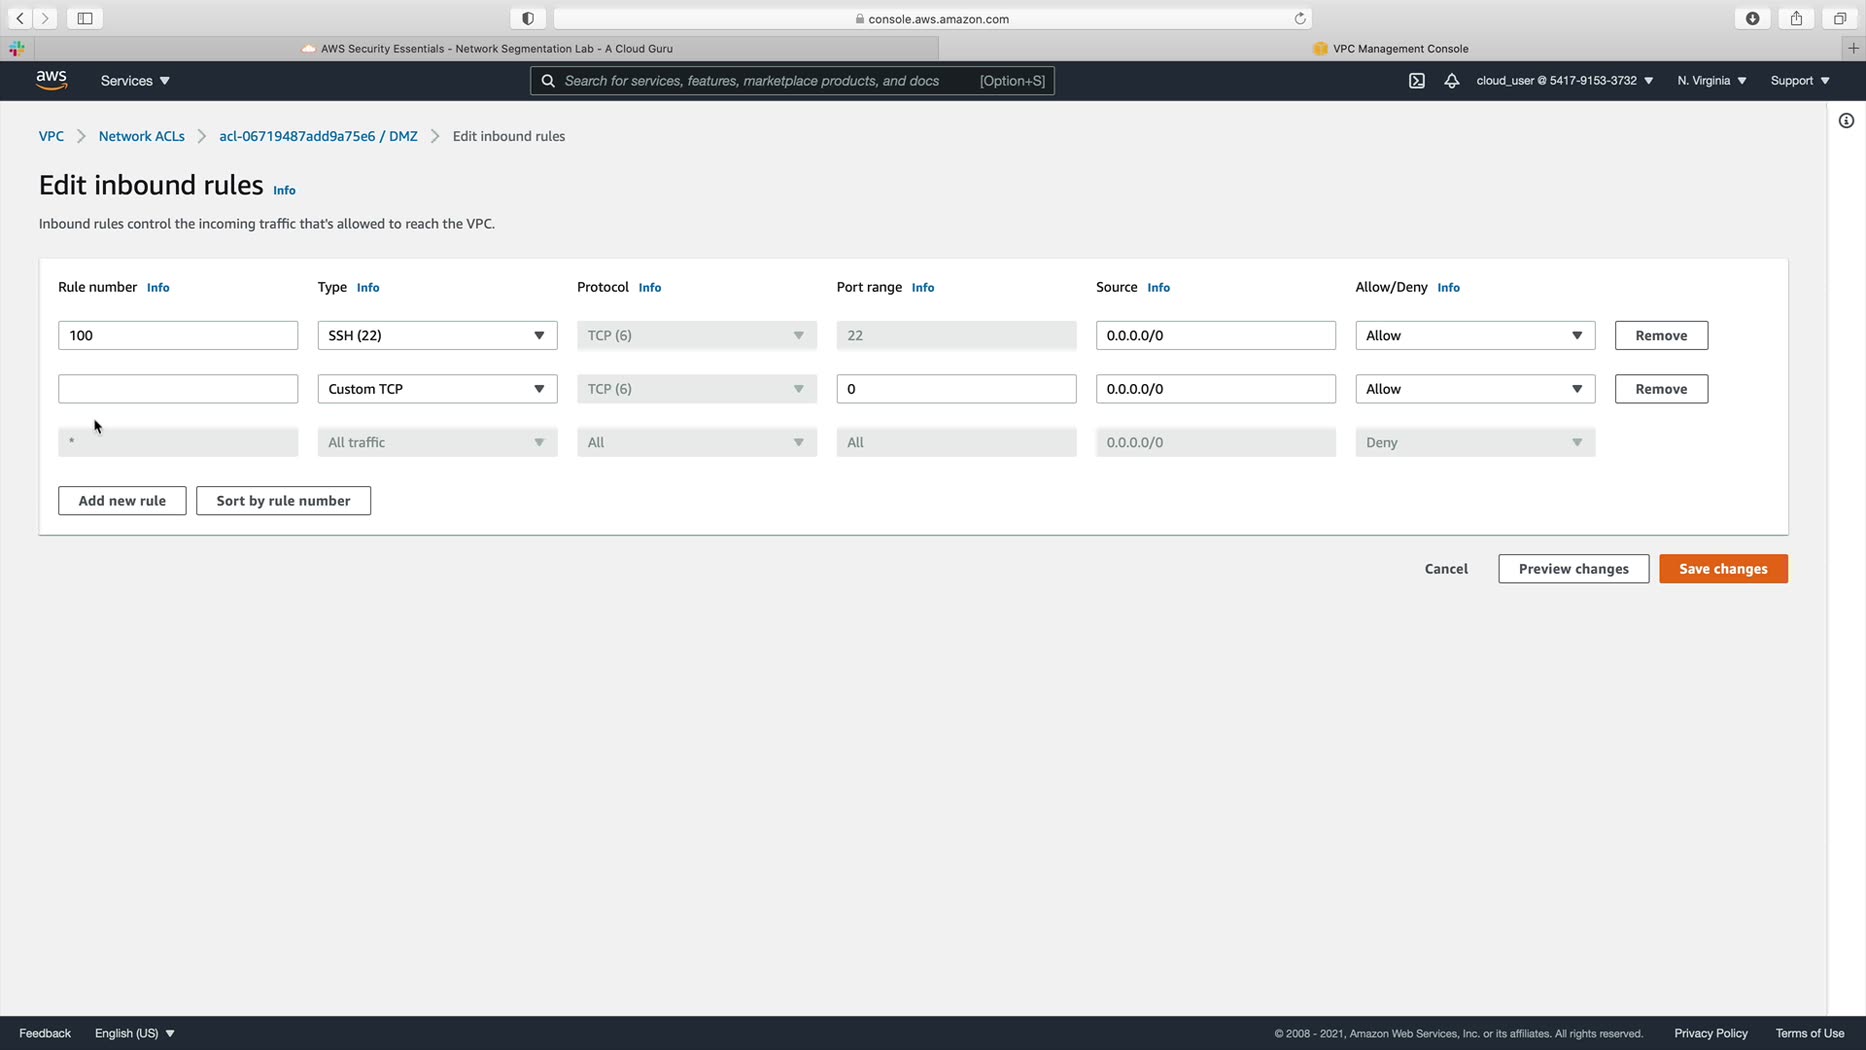 console.aws.amazon.com
AWS Security Essentials - Network Segmentation Lab - A Cloud Guru
VPC Management Console
aws
Services
Search for services, features, marketplace products, and docs [Option+S]
cloud_user @ 5417-9153-3732
N. Virginia
Support
VPC
Network ACLs
acl-06719487add9a75e6 / DMZ
Edit inbound rules
Edit inbound rules Info
Inbound rules control the incoming traffic that's allowed to reach the VPC.
Rule number Info Type Info Protocol Info Port range Info Source Info Allow/Deny Info
100 SSH (22) TCP (6) 22 0.0.0.0/0 Allow Remove
Custom TCP TCP (6) 0 0.0.0.0/0 Allow Remove
* All traffic All All 0.0.0.0/0 Deny
Add new rule Sort by rule number
Cancel Preview changes Save changes
Feedback English (US) © 2008 - 2021, Amazon Web Services, Inc. or its affiliates. All rights reserved. Privacy Policy Terms of Use